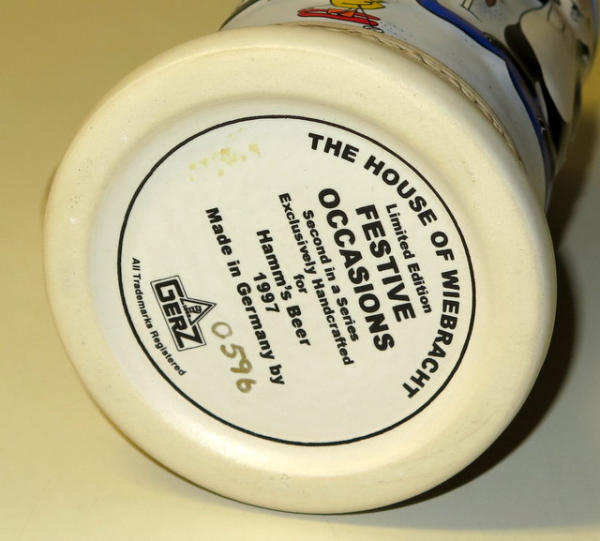 THE HOUSE OF WIEBRACHT
Limited Edition
FESTIVE
OCCASIONS
Second in a Series
Exclusively Handcrafted
for
Hamm's Beer
1997
Made in Germany by
0596
GERZ
All Trademarks Registered